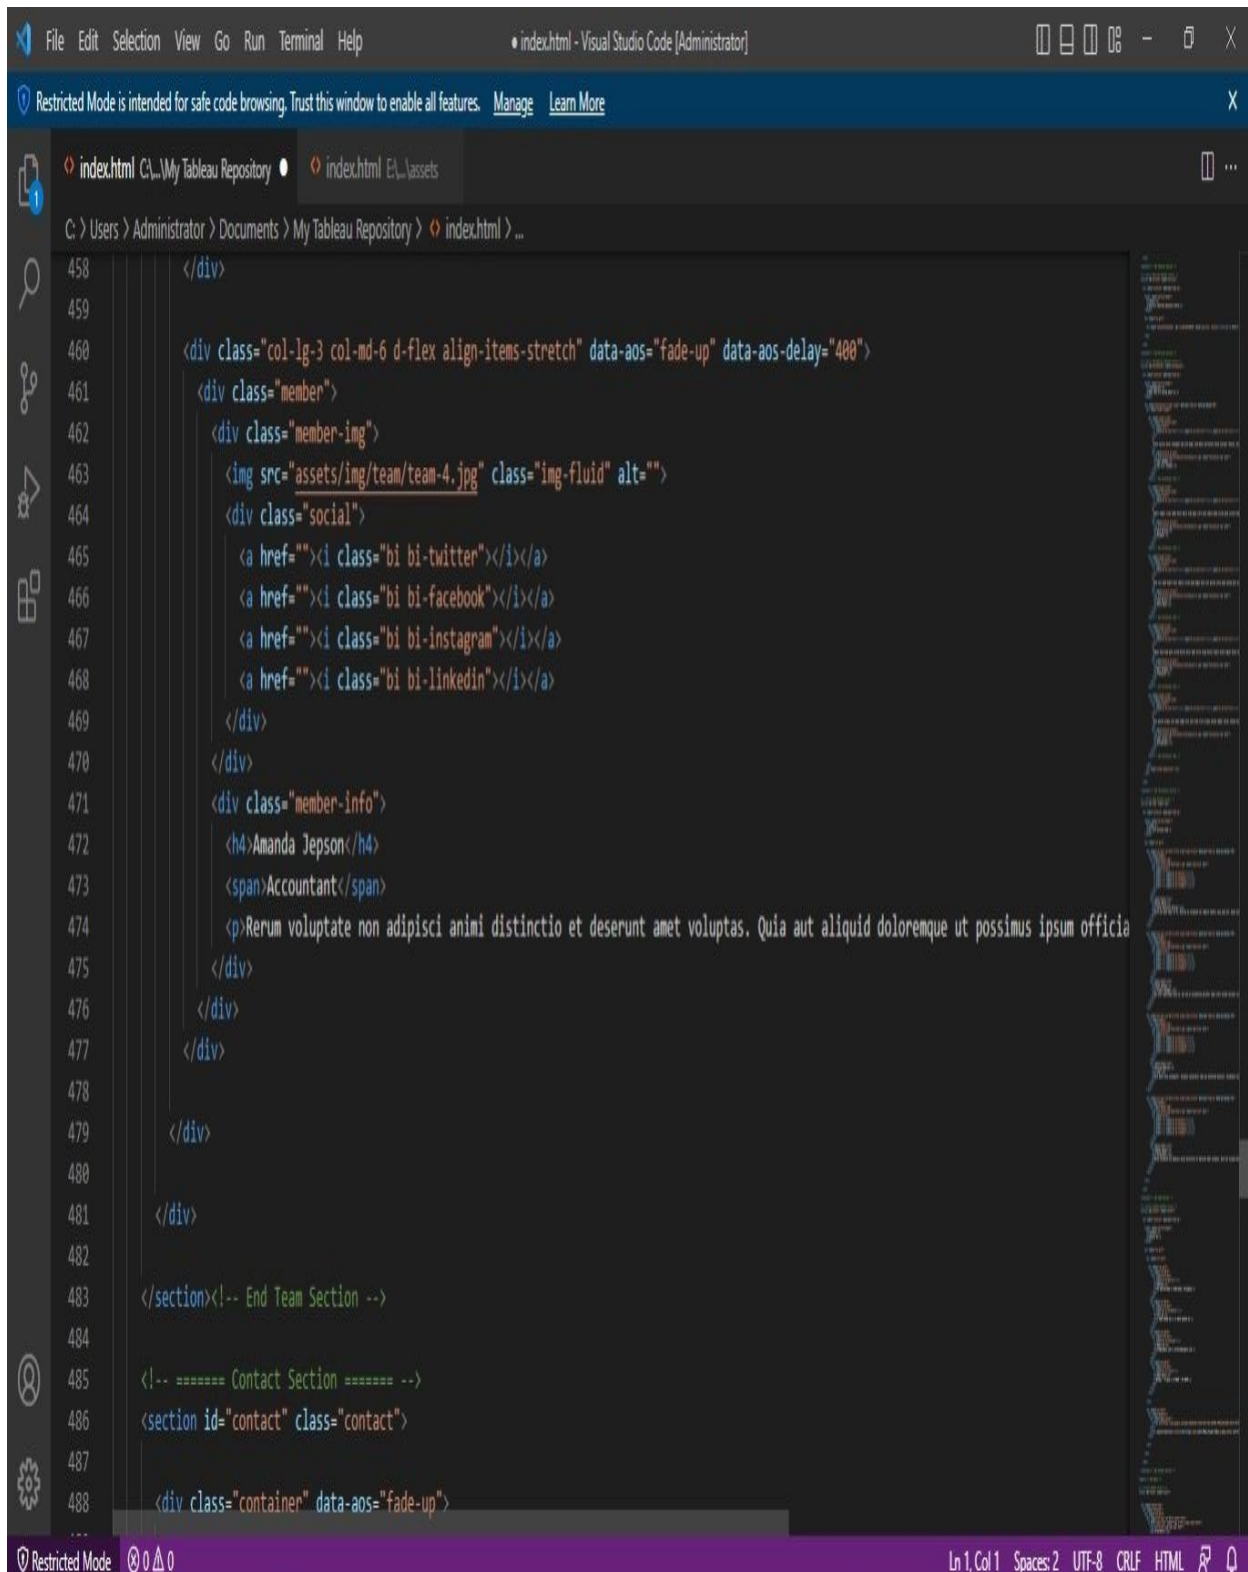 File Edit Selection View Go Run Terminal Help ● index.html - Visual Studio Code [Administrator]
Restricted Mode is intended for safe code browsing. Trust this window to enable all features. Manage Learn More
index.html C:\...\My Tableau Repository ● index.html E:\...\assets
C: > Users > Administrator > Documents > My Tableau Repository > index.html > ...
458 </div>
459
460 <div class="col-lg-3 col-md-6 d-flex align-items-stretch" data-aos="fade-up" data-aos-delay="400">
461 <div class="member">
462 <div class="member-img">
463 <img src="assets/img/team/team-4.jpg" class="img-fluid" alt="">
464 <div class="social">
465 <a href=""><i class="bi bi-twitter"></i></a>
466 <a href=""><i class="bi bi-facebook"></i></a>
467 <a href=""><i class="bi bi-instagram"></i></a>
468 <a href=""><i class="bi bi-linkedin"></i></a>
469 </div>
470 </div>
471 <div class="member-info">
472 <h4>Amanda Jepson</h4>
473 <span>Accountant</span>
474 <p>Rerum voluptate non adipisci animi distinctio et deserunt amet voluptas. Quia aut aliquid doloremque ut possimus ipsum officia
475 </div>
476 </div>
477 </div>
478
479 </div>
480
481 </div>
482
483 </section><!-- End Team Section -->
484
485 <!-- ======= Contact Section ======= -->
486 <section id="contact" class="contact">
487
488 <div class="container" data-aos="fade-up">
1
Restricted Mode 0 0 Ln 1, Col 1 Spaces: 2 UTF-8 CRLF HTML